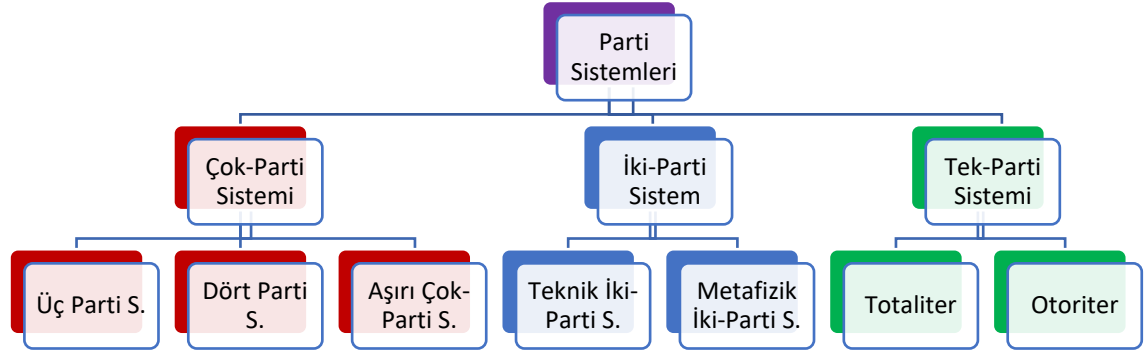 Parti
Sistemleri
Çok-Parti
Sistemi
İki-Parti
Sistem
Tek-Parti
Sistemi
Üç Parti S.
Dört Parti
S.
Aşırı Çok-
Parti S.
Teknik İki-
Parti S.
Metafizik
İki-Parti S.
Totaliter
Otoriter